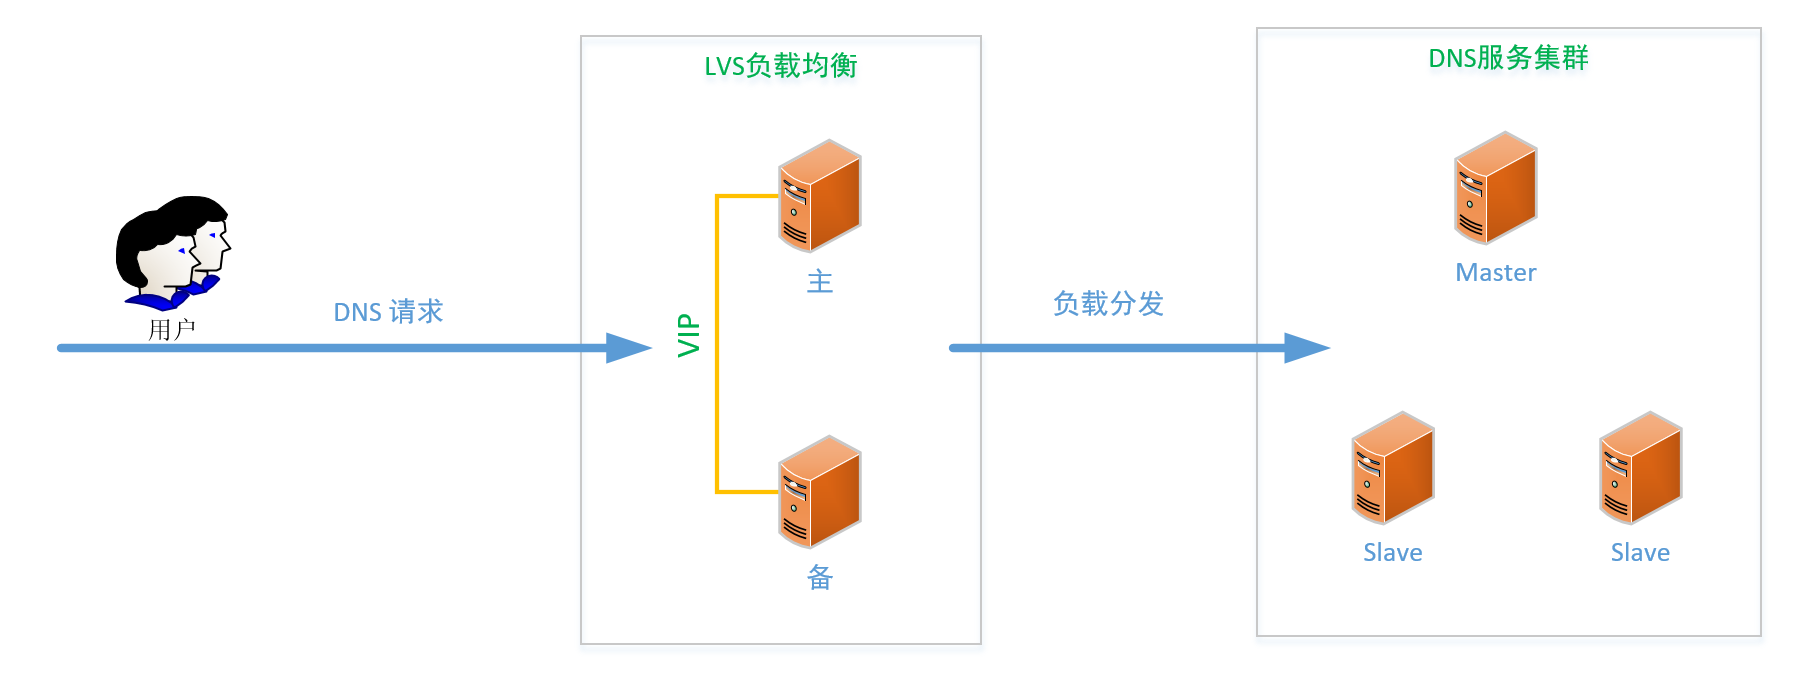 LVS负载均衡
DNS服务集群
主
Master
用户
DNS 请求
VIP
负载分发
备
Slave
Slave